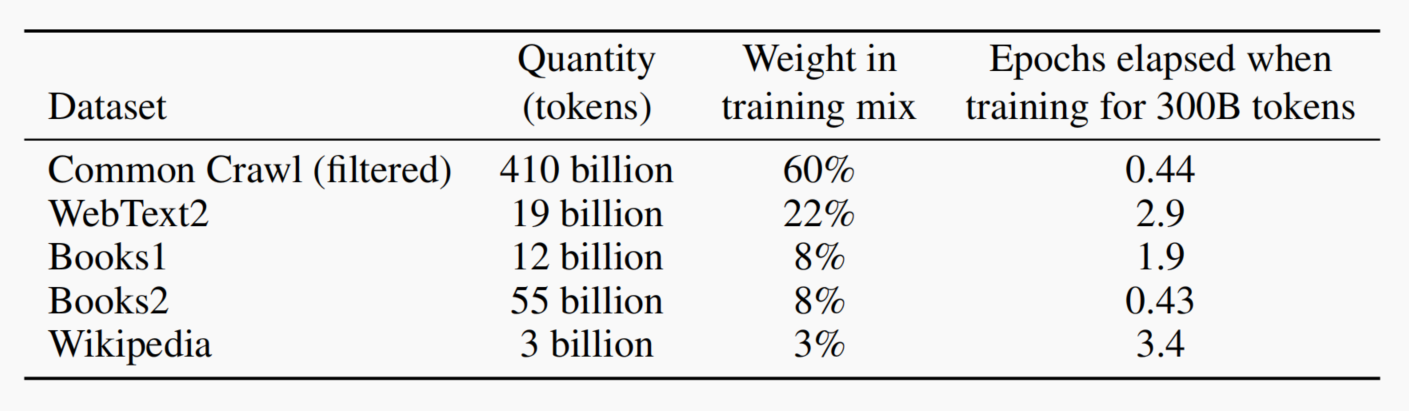 Dataset Quantity (tokens) Weight in training mix Epochs elapsed when training for 300B tokens
Common Crawl (filtered) 410 billion 60% 0.44
WebText2 19 billion 22% 2.9
Books1 12 billion 8% 1.9
Books2 55 billion 8% 0.43
Wikipedia 3 billion 3% 3.4